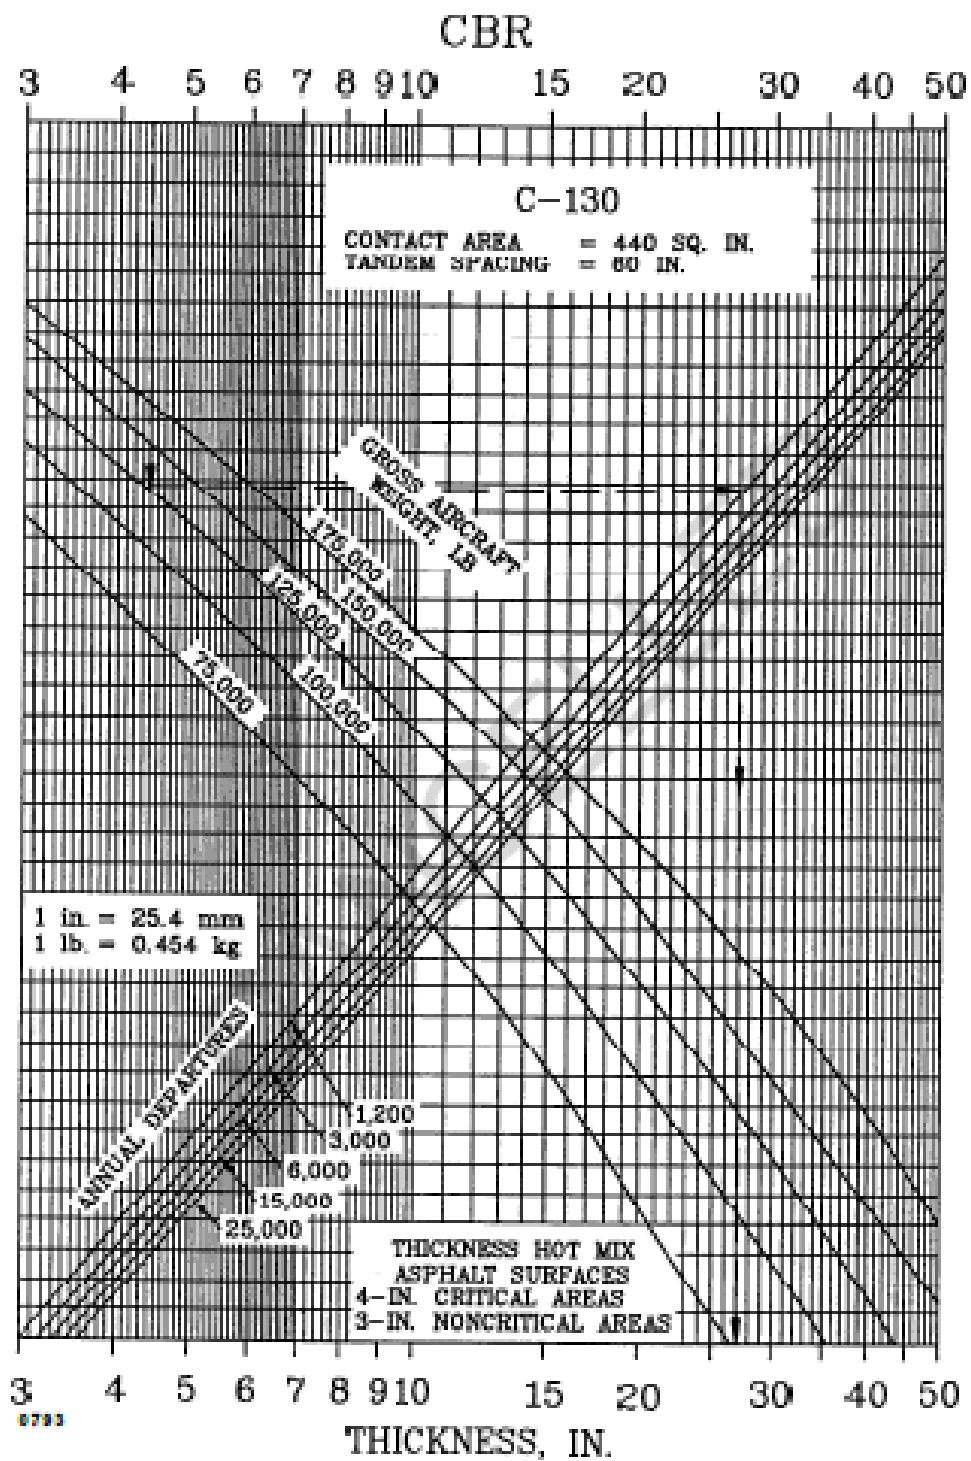 CBR
3 4 5 6 7 8 9 10 15 20 30 40 50
C-130
CONTACT AREA = 440 SQ. IN.
TANDEM SPACING = 60 IN.
GROSS AIRCRAFT
WEIGHT, LB
175,000
150,000
125,000
100,000
75,000
1 in. = 25.4 mm
1 lb. = 0.454 kg
ANNUAL DEPARTURES
1,200
3,000
6,000
15,000
25,000
THICKNESS HOT MIX
ASPHALT SURFACES
4-IN. CRITICAL AREAS
3-IN. NONCRITICAL AREAS
3 4 5 6 7 8 9 10 15 20 30 40 50
0793
THICKNESS, IN.